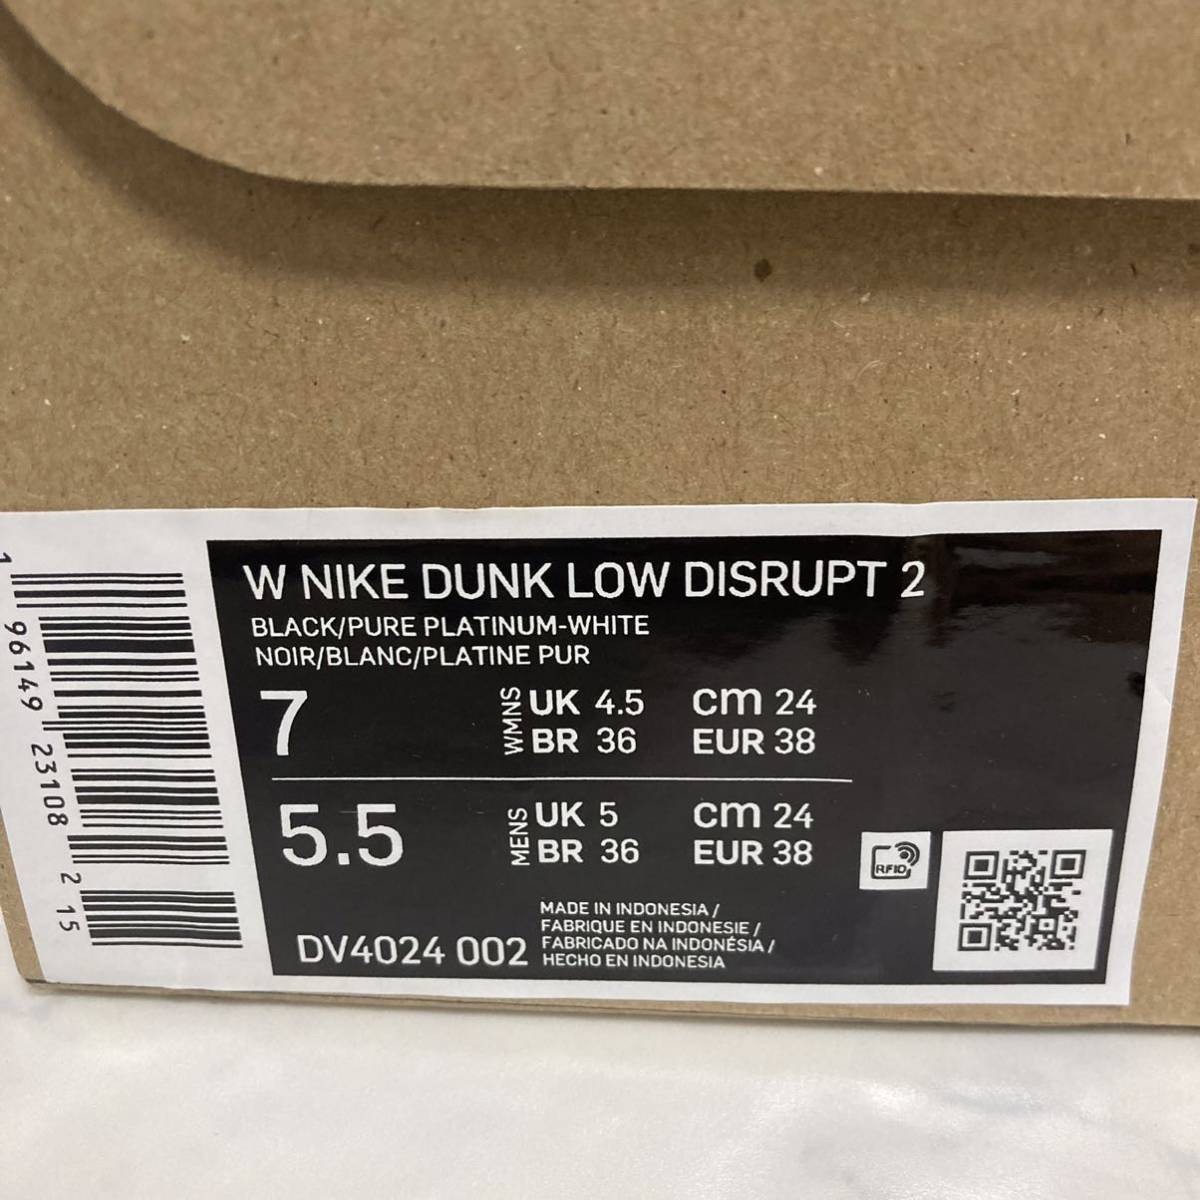 W NIKE DUNK LOW DISRUPT 2
BLACK/PURE PLATINUM-WHITE
NOIR/BLANC/PLATINE PUR
7
WMNS
UK 4.5 cm 24
BR 36 EUR 38
5.5
MENS
UK 5 cm 24
BR 36 EUR 38
RFID
DV4024 002
MADE IN INDONESIA /
FABRIQUE EN INDONESIE /
FABRICADO NA INDONÉSIA /
HECHO EN INDONESIA
1 96149 23108 2 15